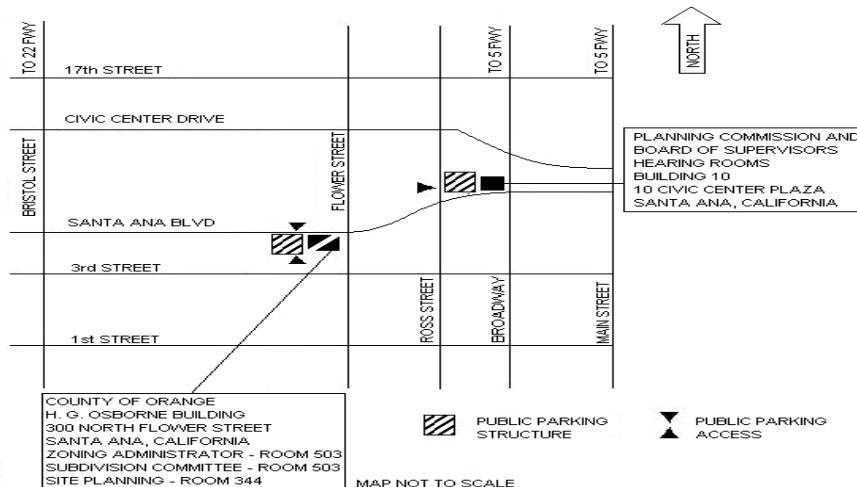 TO 22 FWY
TO 5 FWY
TO 5 FWY
NORTH
17th STREET
CIVIC CENTER DRIVE
BRISTOL STREET
FLOWER STREET
PLANNING COMMISSION AND
BOARD OF SUPERVISORS
HEARING ROOMS
BUILDING 10
10 CIVIC CENTER PLAZA
SANTA ANA, CALIFORNIA
SANTA ANA BLVD
3rd STREET
ROSS STREET
BROADWAY
MAIN STREET
1st STREET
COUNTY OF ORANGE
H. G. OSBORNE BUILDING
300 NORTH FLOWER STREET
SANTA ANA, CALIFORNIA
ZONING ADMINISTRATOR - ROOM 503
SUBDIVISION COMMITTEE - ROOM 503
SITE PLANNING - ROOM 344
PUBLIC PARKING
STRUCTURE
PUBLIC PARKING
ACCESS
MAP NOT TO SCALE